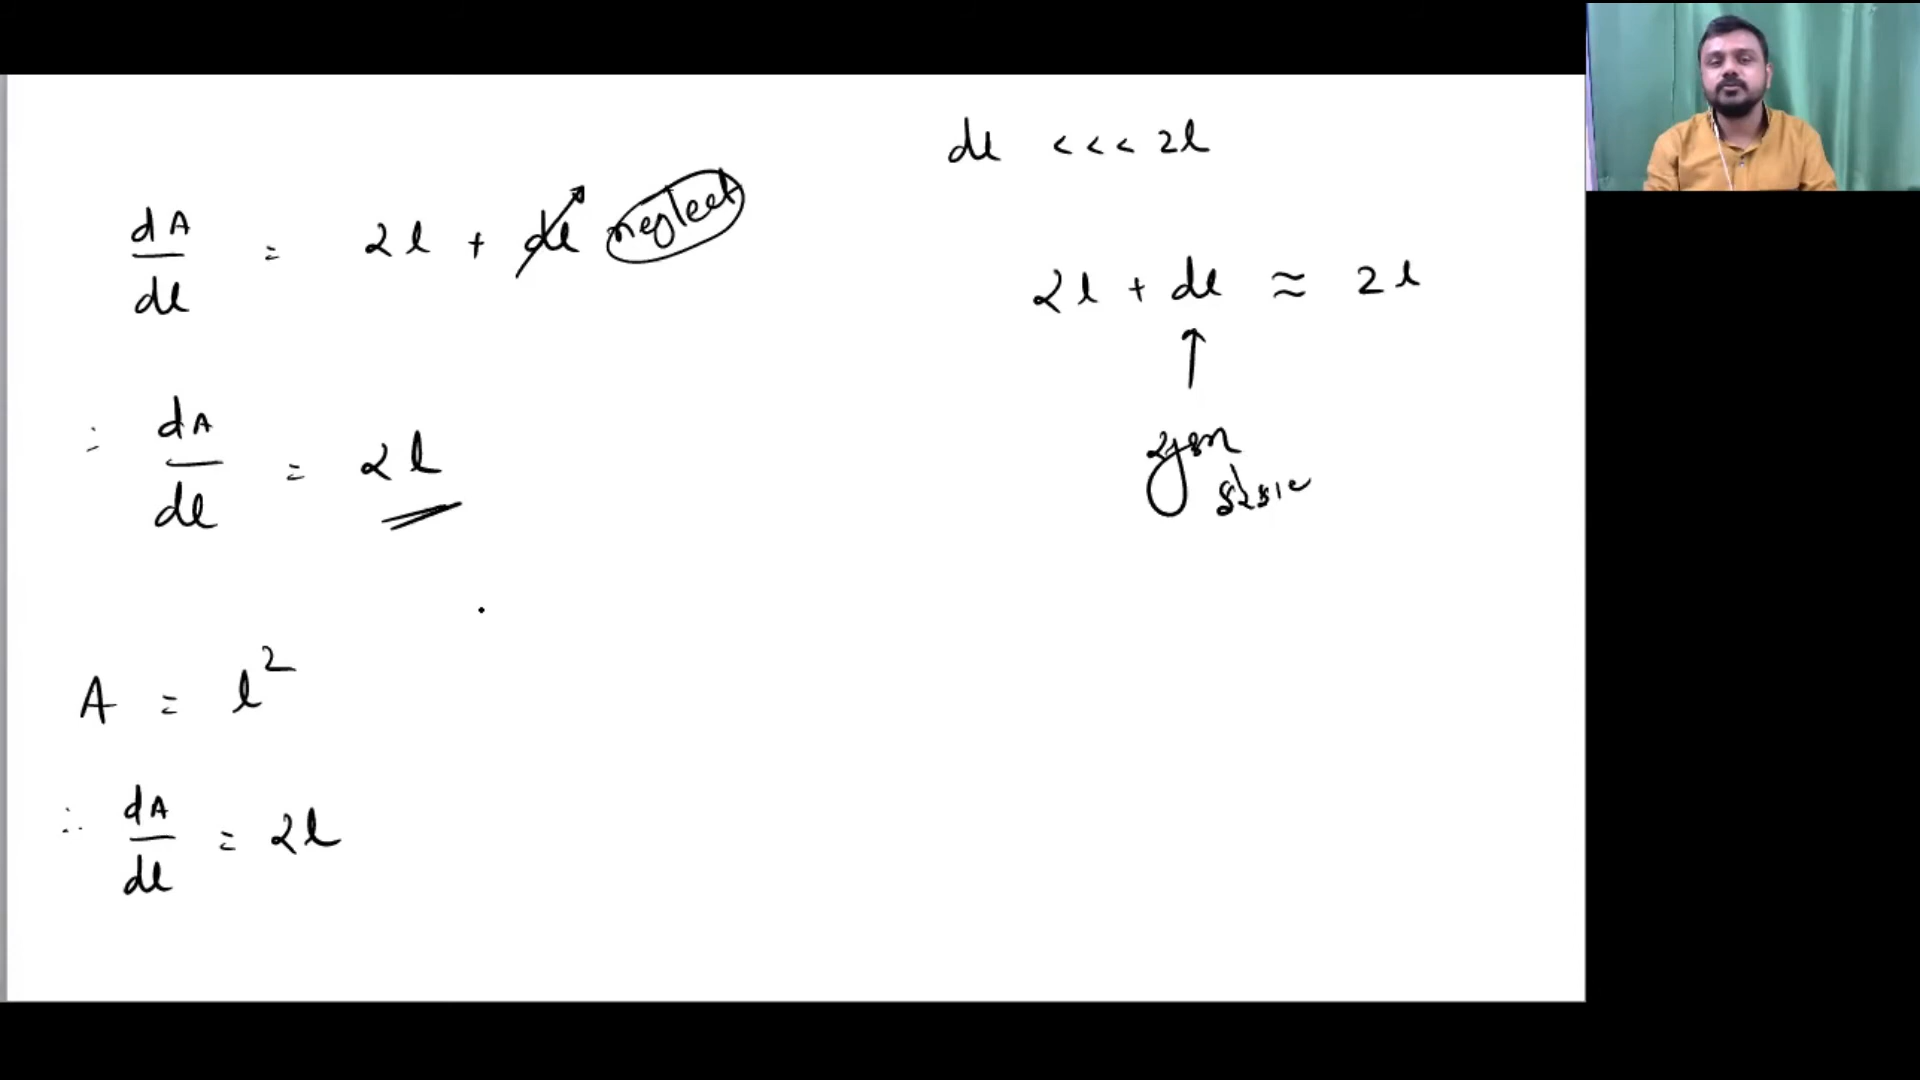 dA/dl = 2l + dl neglect
∴ dA/dl = 2l
A = l²
∴ dA/dl = 2l
dl <<< 2l
2l + dl ≈ 2l